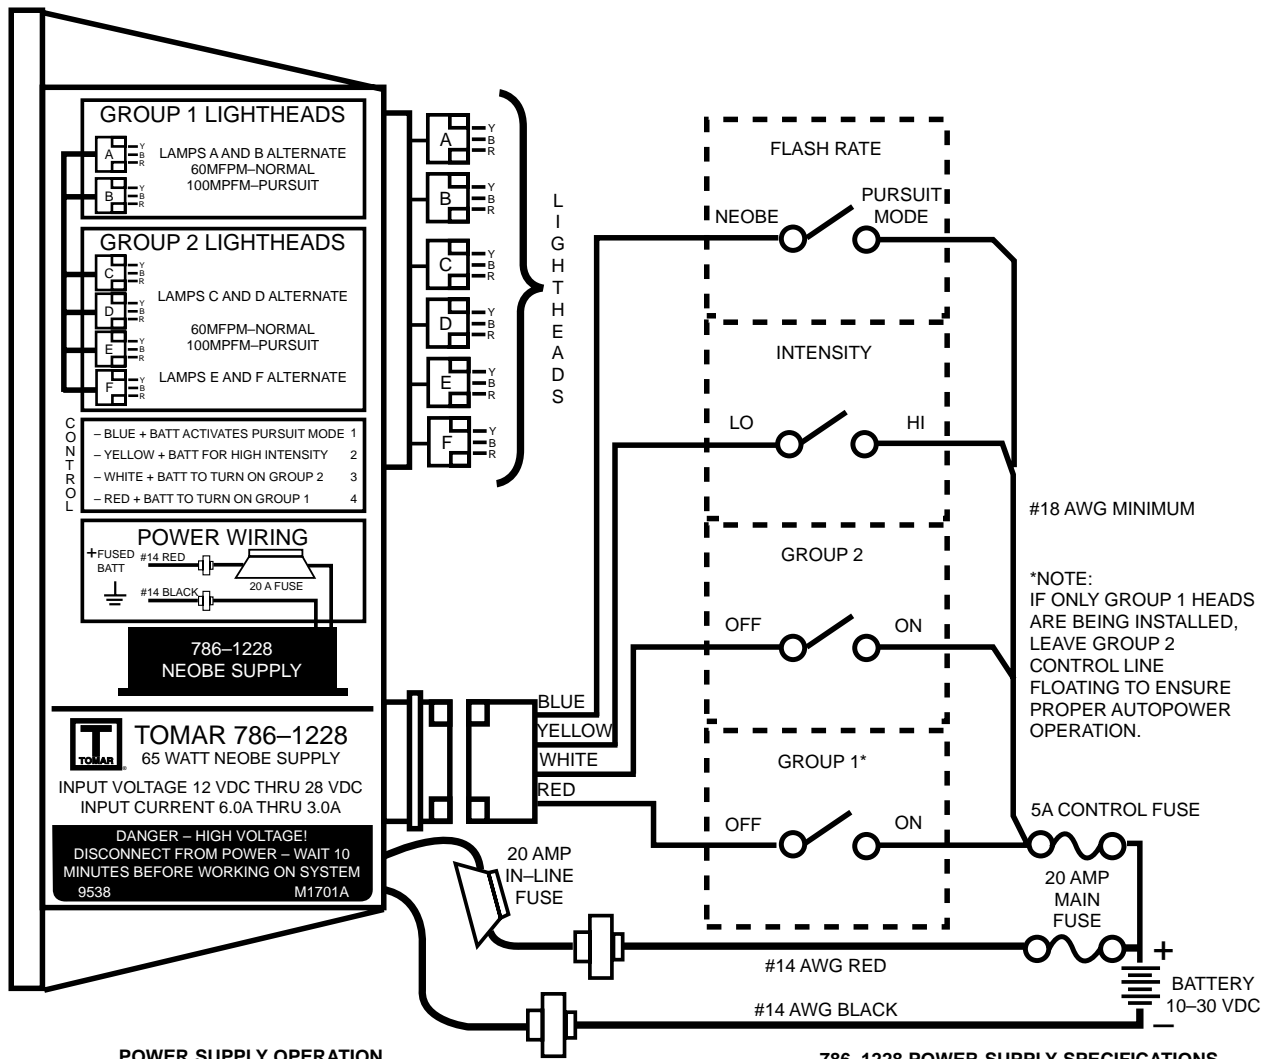 GROUP 1 LIGHTHEADS
A
Y
B
R
LAMPS A AND B ALTERNATE
60MFPM–NORMAL
100MPFM–PURSUIT
B
Y
B
R
GROUP 2 LIGHTHEADS
C
Y
B
R
LAMPS C AND D ALTERNATE
D
Y
B
R
60MFPM–NORMAL
100MPFM–PURSUIT
E
Y
B
R
LAMPS E AND F ALTERNATE
F
Y
B
R
CONTROL
– BLUE + BATT ACTIVATES PURSUIT MODE 1
– YELLOW + BATT FOR HIGH INTENSITY 2
– WHITE + BATT TO TURN ON GROUP 2 3
– RED + BATT TO TURN ON GROUP 1 4
POWER WIRING
+FUSED
BATT
#14 RED
20 A FUSE
#14 BLACK
786–1228
NEOBE SUPPLY
T
TOMAR
®
TOMAR 786–1228
65 WATT NEOBE SUPPLY
INPUT VOLTAGE 12 VDC THRU 28 VDC
INPUT CURRENT 6.0A THRU 3.0A
DANGER – HIGH VOLTAGE!
DISCONNECT FROM POWER – WAIT 10
MINUTES BEFORE WORKING ON SYSTEM
9538 M1701A
A
Y
B
R
B
Y
B
R
C
Y
B
R
D
Y
B
R
E
Y
B
R
F
Y
B
R
LIGHTHEADS
FLASH RATE
NEOBE
PURSUIT
MODE
INTENSITY
LO HI
GROUP 2
OFF ON
GROUP 1*
OFF ON
BLUE
YELLOW
WHITE
RED
#18 AWG MINIMUM
*NOTE:
IF ONLY GROUP 1 HEADS
ARE BEING INSTALLED,
LEAVE GROUP 2
CONTROL LINE
FLOATING TO ENSURE
PROPER AUTOPOWER
OPERATION.
5A CONTROL FUSE
20 AMP
MAIN
FUSE
20 AMP
IN–LINE
FUSE
#14 AWG RED
#14 AWG BLACK
+
BATTERY
10–30 VDC
–
POWER SUPPLY OPERATION
786–1228 POWER SUPPLY SPECIFICATIONS